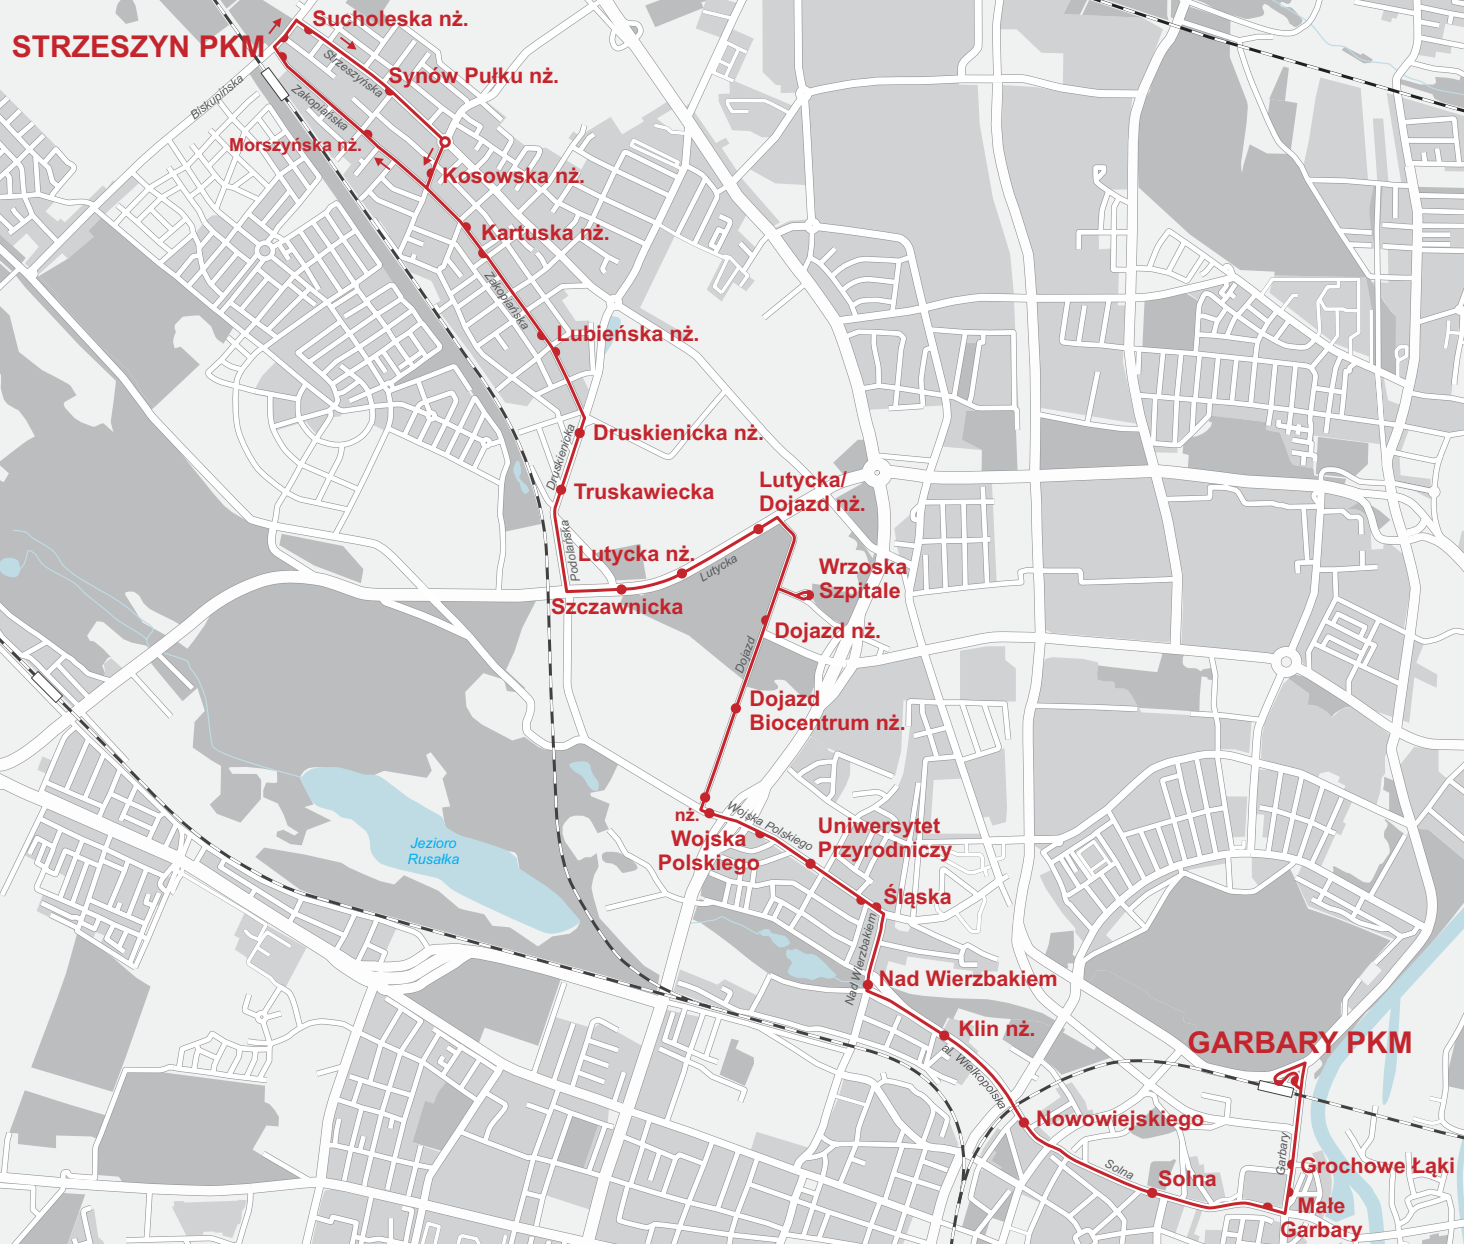 Sucholeska nż.
STRZESZYN PKM
Strzeszyńska
Synów Pułku nż.
Biskupińska
Zakopiańska
Morszyńska nż.
Kosowska nż.
Kartuska nż.
Zakopiańska
Lubieńska nż.
Druskienicka nż.
Druskienicka
Truskawiecka
Lutycka/
Dojazd nż.
Podolańska
Lutycka nż.
Lutycka
Wrzoska
Szpitale
Szczawnicka
Dojazd nż.
Dojazd
Dojazd
Biocentrum nż.
nż.
Wojska
Polskiego
Wojska Polskiego
Uniwersytet
Przyrodniczy
Jezioro
Rusałka
Śląska
Nad Wierzbakiem
Nad Wierzbakiem
Klin nż.
al. Wielkopolska
GARBARY PKM
Nowowiejskiego
Garbary
Solna
Solna
Grochowe Łąki
Małe
Garbary